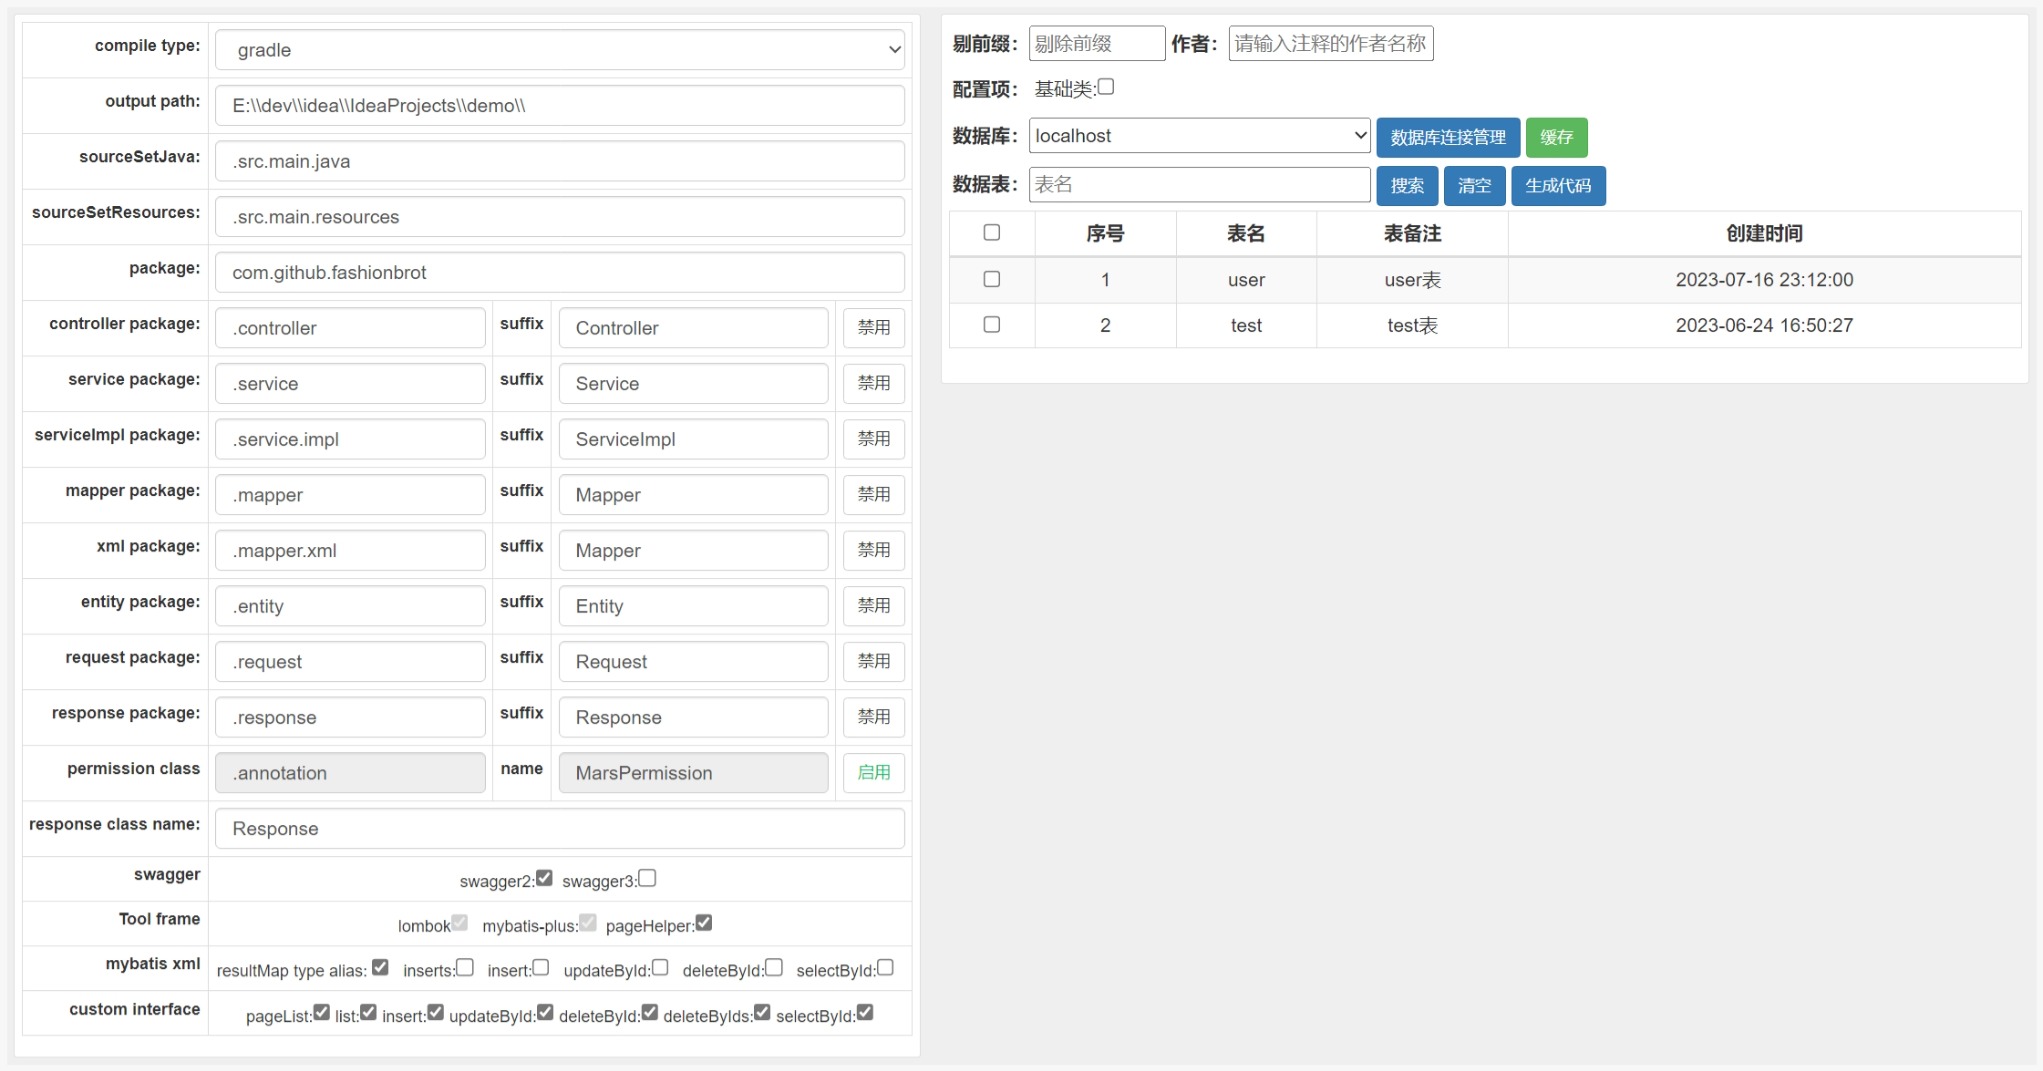 compile type: gradle
output path: E:\\dev\\idea\\IdeaProjects\\demo\\
sourceSetJava: .src.main.java
sourceSetResources: .src.main.resources
package: com.github.fashionbrot
controller package: .controller suffix Controller 禁用
service package: .service suffix Service 禁用
serviceImpl package: .service.impl suffix ServiceImpl 禁用
mapper package: .mapper suffix Mapper 禁用
xml package: .mapper.xml suffix Mapper 禁用
entity package: .entity suffix Entity 禁用
request package: .request suffix Request 禁用
response package: .response suffix Response 禁用
permission class .annotation name MarsPermission 启用
response class name: Response
swagger swagger2: swagger3:
Tool frame lombok mybatis-plus: pageHelper:
mybatis xml resultMap type alias: inserts: insert: updateById: deleteById: selectById:
custom interface pageList: list: insert: updateById: deleteById: deleteByIds: selectById:
剔前缀: 剔除前缀 作者: 请输入注释的作者名称
配置项: 基础类:
数据库: localhost 数据库连接管理 缓存
数据表: 表名 搜索 清空 生成代码
序号 表名 表备注 创建时间
1 user user表 2023-07-16 23:12:00
2 test test表 2023-06-24 16:50:27